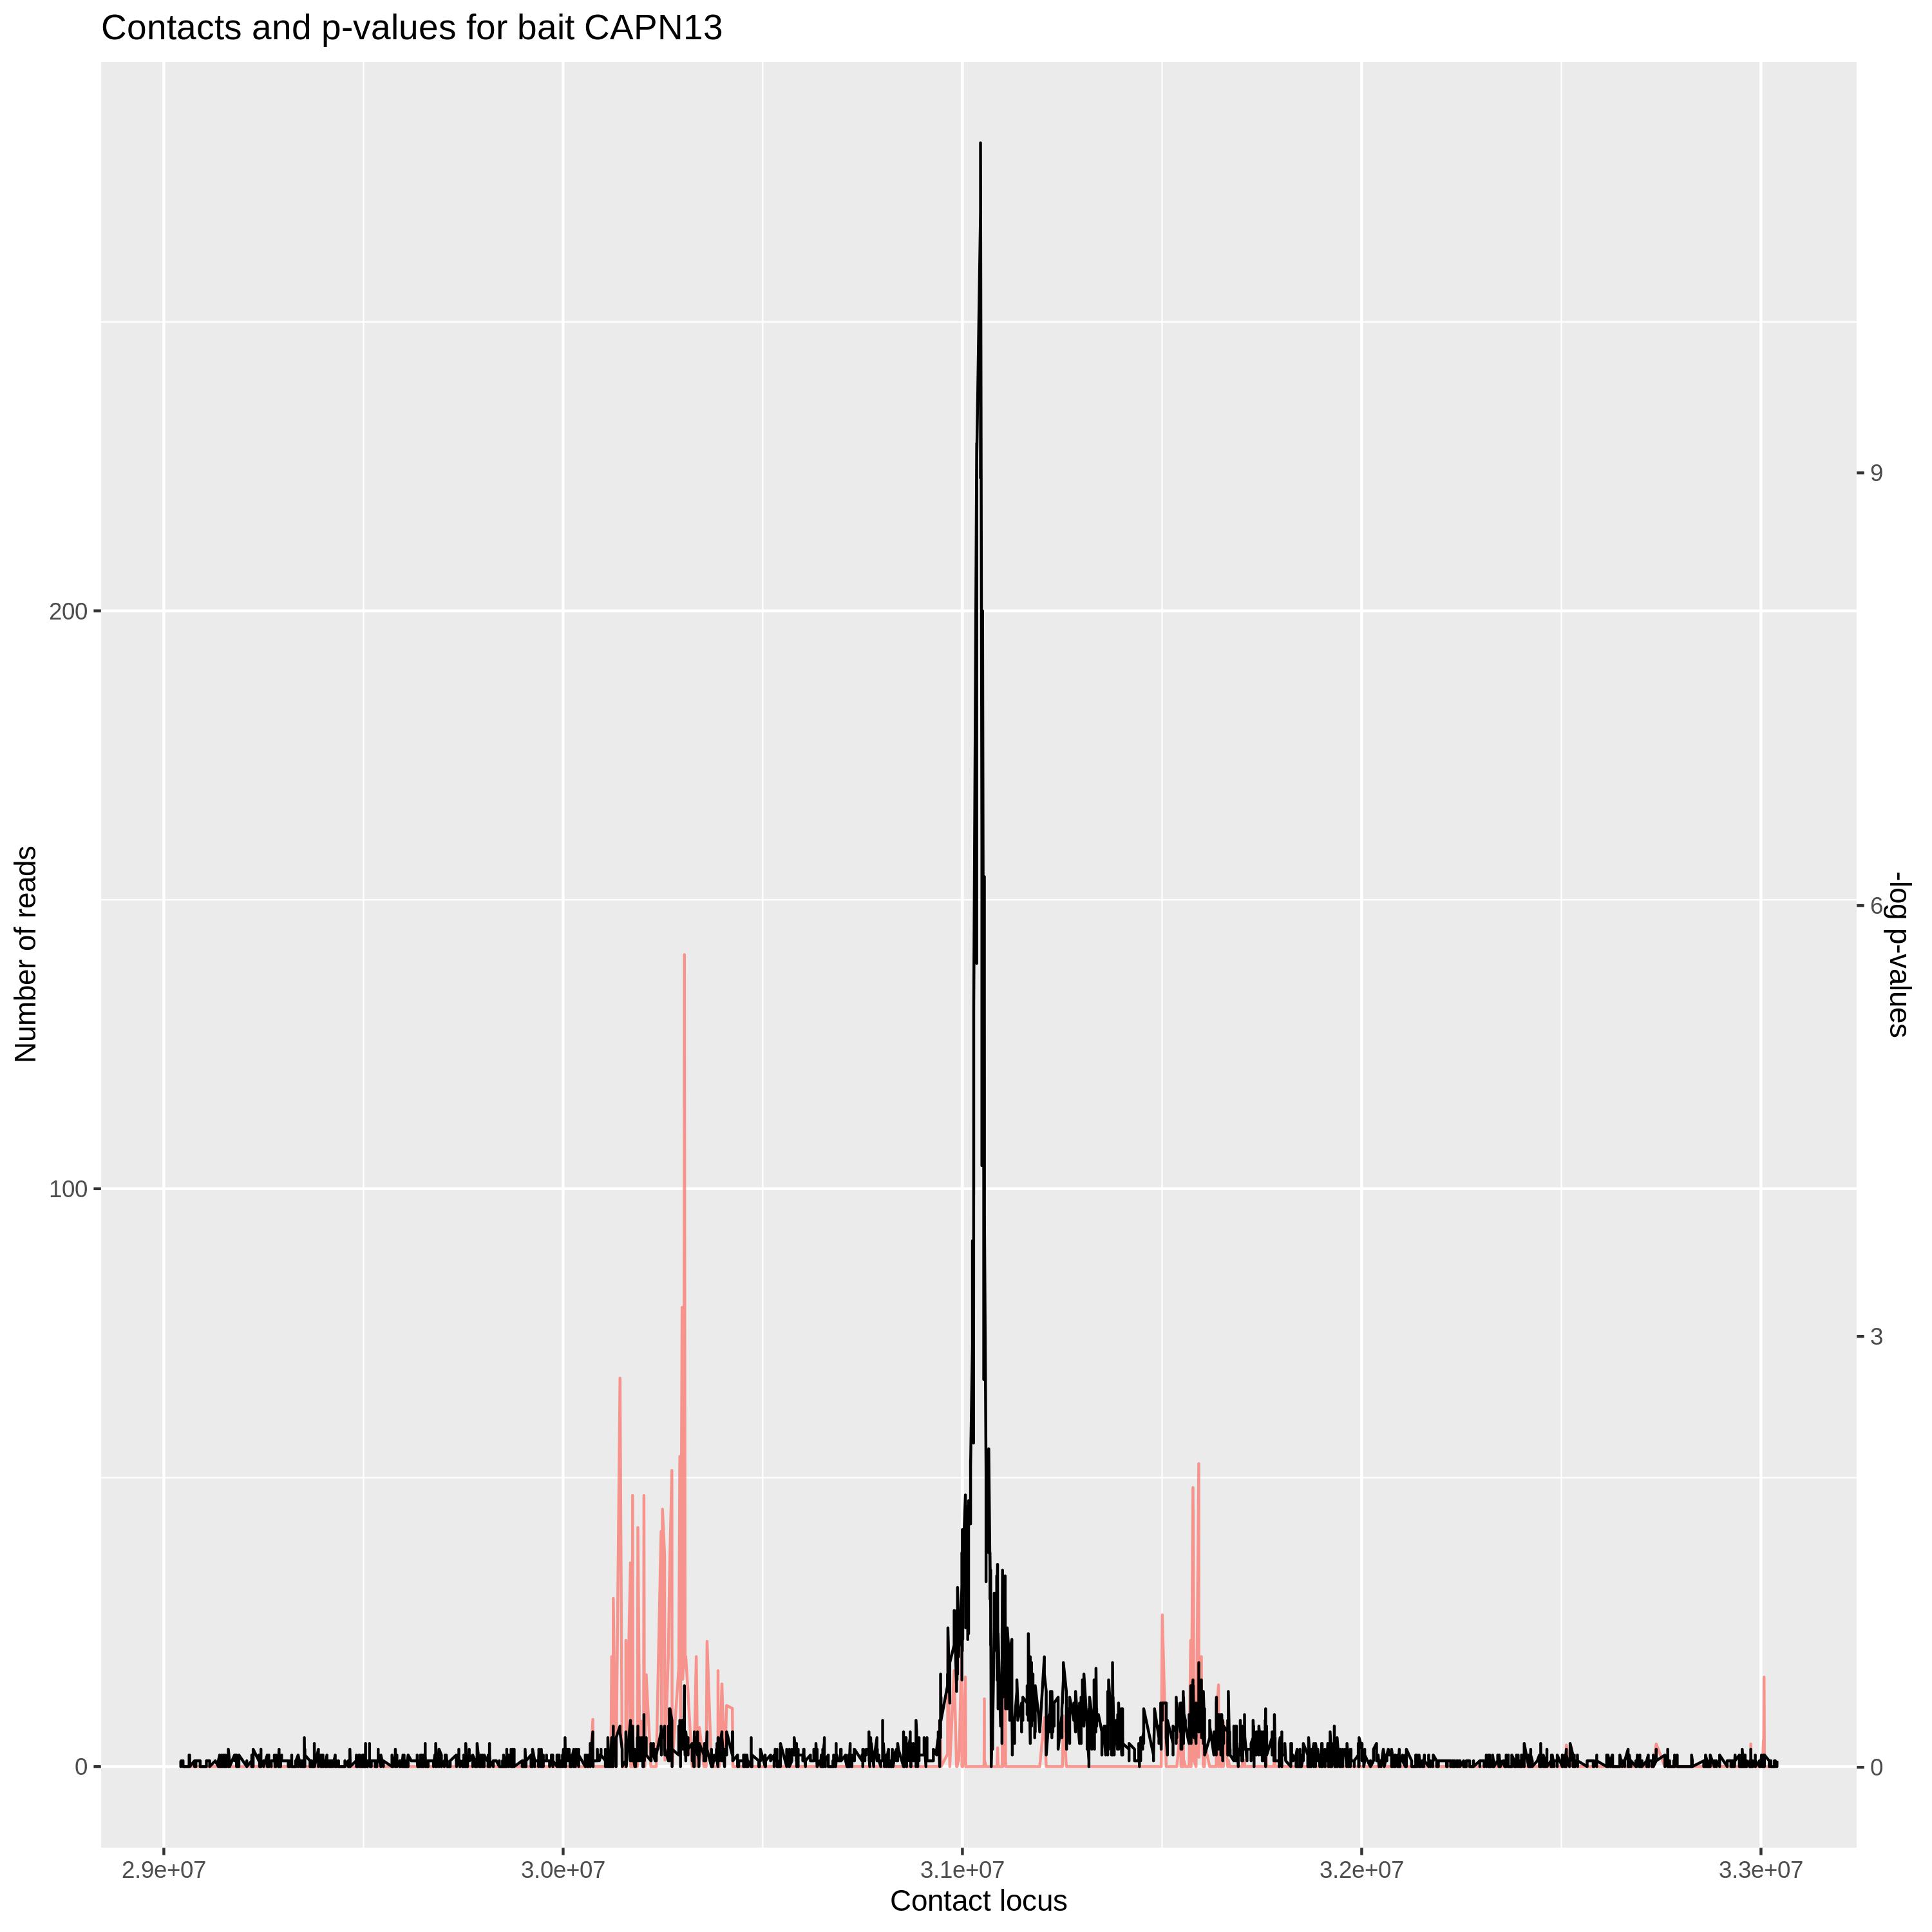 Contacts and p-values for bait CAPN13
Number of reads
200
100
0
9
6
3
0
-log p-values
2.9e+07 3.0e+07 3.1e+07 3.2e+07 3.3e+07
Contact locus